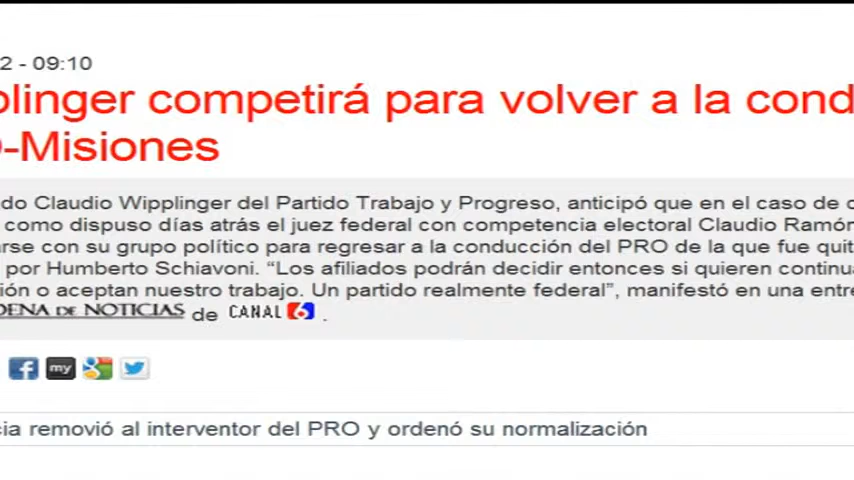 2 - 09:10
plinger competirá para volver a la cond
O-Misiones
do Claudio Wipplinger del Partido Trabajo y Progreso, anticipó que en el caso de
como dispuso días atrás el juez federal con competencia electoral Claudio Ramón
arse con su grupo político para regresar a la conducción del PRO de la que fue quit
por Humberto Schiavoni. “Los afiliados podrán decidir entonces si quieren continua
ión o aceptan nuestro trabajo. Un partido realmente federal”, manifestó en una entre
DENA DE NOTICIAS de CANAL 6 .
my
cia removió al interventor del PRO y ordenó su normalización